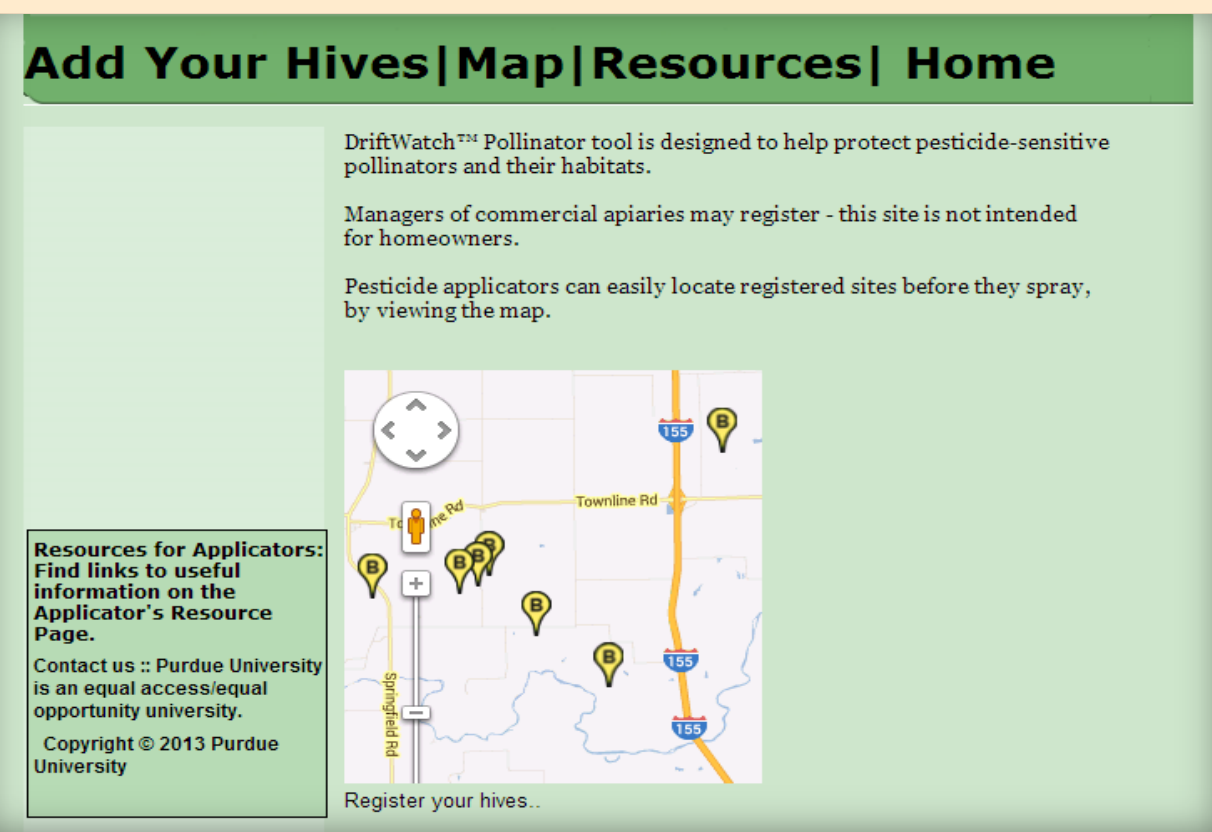 Add Your Hives|Map|Resources| Home
DriftWatch™ Pollinator tool is designed to help protect pesticide-sensitive
pollinators and their habitats.
Managers of commercial apiaries may register - this site is not intended
for homeowners.
Pesticide applicators can easily locate registered sites before they spray,
by viewing the map.
155
B
Townline Rd
Rd
B
B
B
B
B
B
155
Springfield Rd
155
Register your hives..
Resources for Applicators:
Find links to useful
information on the
Applicator's Resource
Page.
Contact us :: Purdue University
is an equal access/equal
opportunity university.
Copyright © 2013 Purdue
University